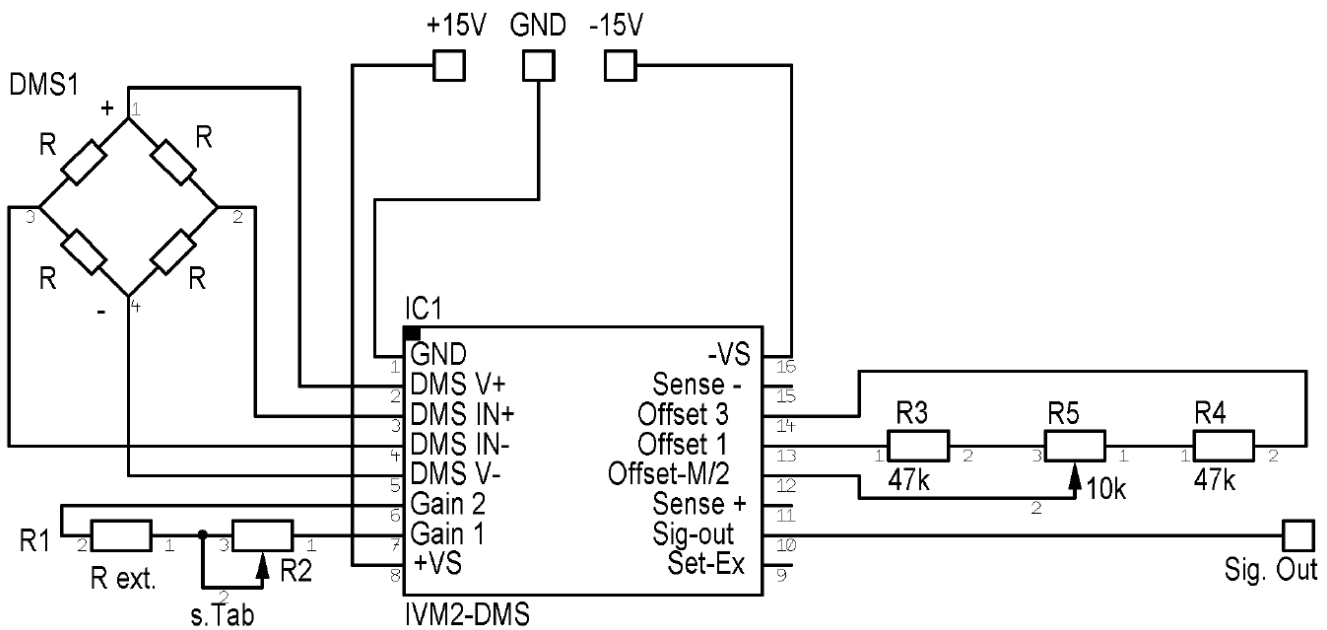 +15V GND -15V
DMS1
+ 1
R R
3 2
R R
- 4
IC1
1 GND -VS 16
2 DMS V+ Sense - 15
3 DMS IN+ Offset 3 14
4 DMS IN- Offset 1 13
5 DMS V- Offset-M/2 12
6 Gain 2 Sense + 11
7 Gain 1 Sig-out 10
8 +VS Set-Ex 9
IVM2-DMS
R3 R5 R4
1 2 3 1 1 2
47k 10k 47k
2
R1 2 1 3 1
R ext. R2
2
s.Tab
Sig. Out